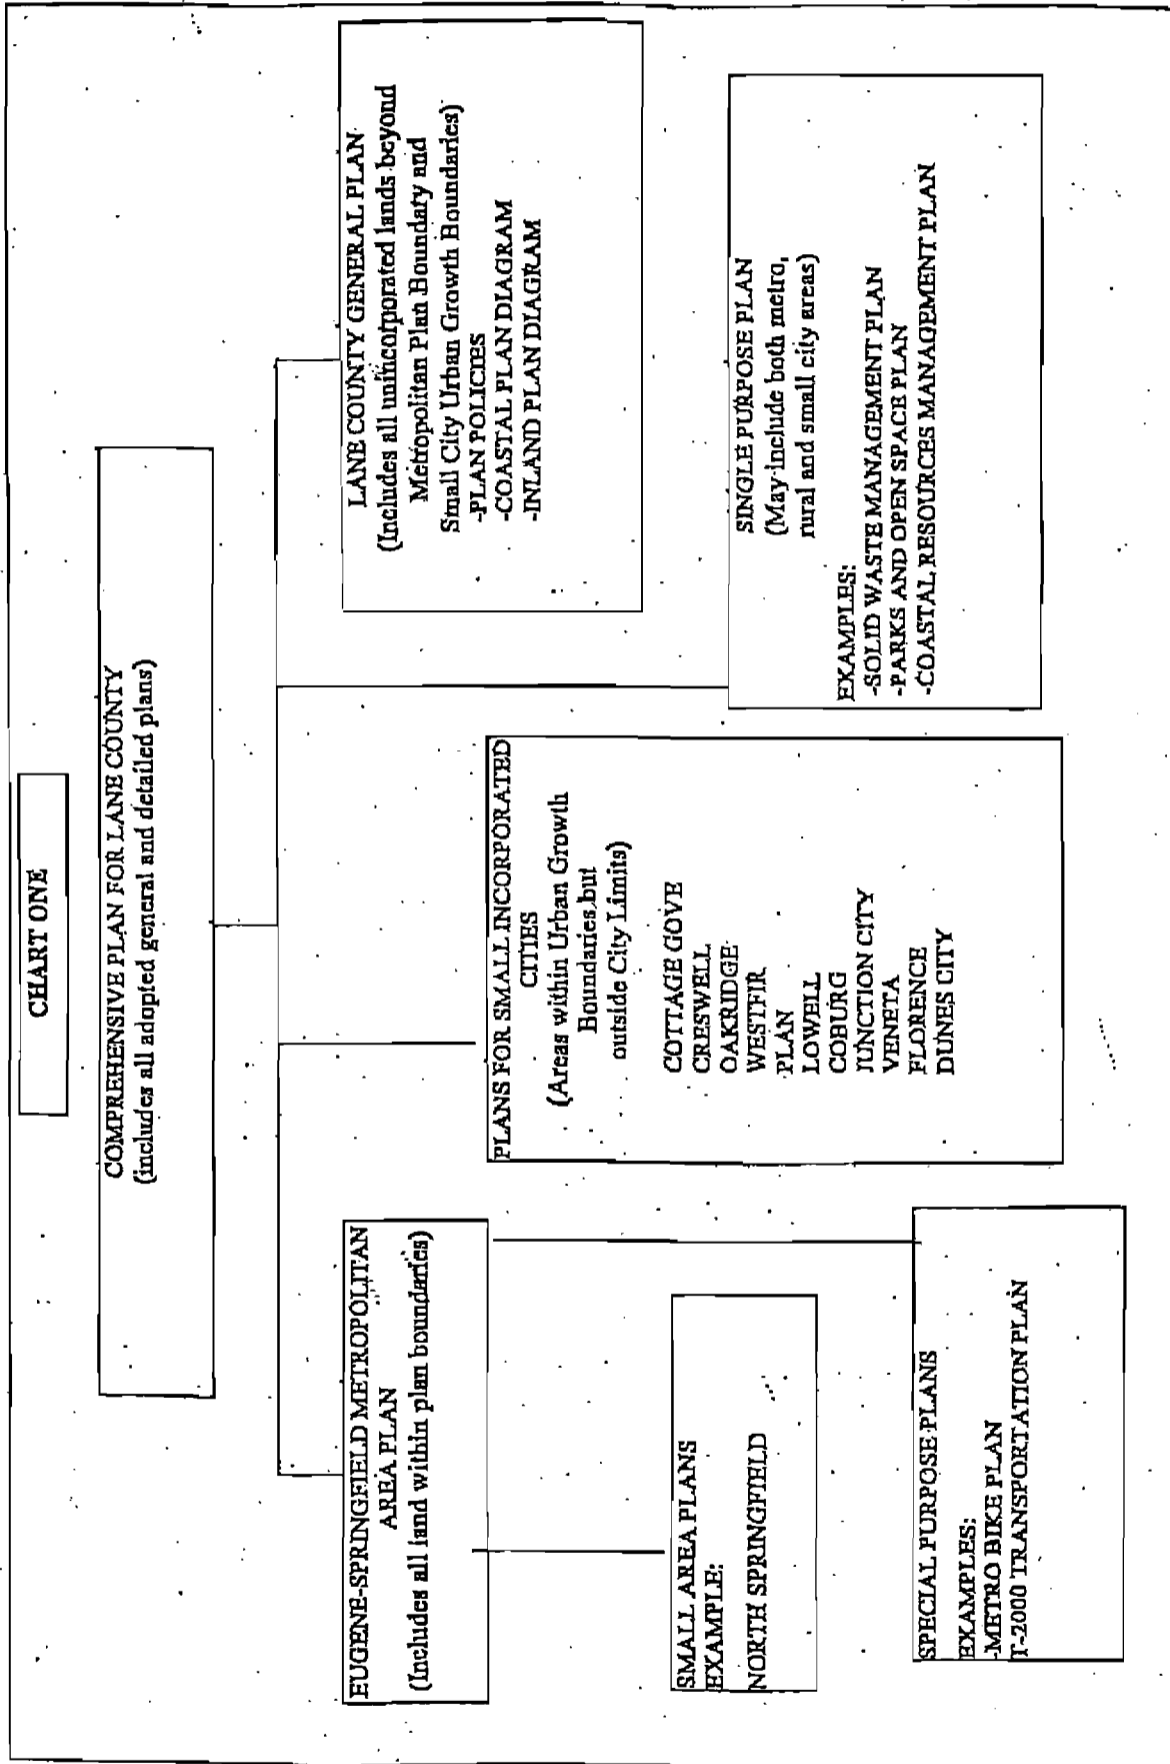 CHART ONE
COMPREHENSIVE PLAN FOR LANE COUNTY
(includes all adopted general and detailed plans)
EUGENE-SPRINGFIELD METROPOLITAN
AREA PLAN
(Includes all land within plan boundaries)
SMALL AREA PLANS
EXAMPLE:
NORTH SPRINGFIELD
SPECIAL PURPOSE PLANS
EXAMPLES:
-METRO BIKE PLAN
T-2000 TRANSPORTATION PLAN
PLANS FOR SMALL INCORPORATED
CITIES
(Areas within Urban Growth
Boundaries but
outside City Limits)
COTTAGE GOVE
CRESWELL
OAKRIDGE
WESTFIR
PLAN
LOWELL
COBURG
JUNCTION CITY
VENETA
FLORENCE
DUNES CITY
LANE COUNTY GENERAL PLAN
(Includes all unincorporated lands beyond
Metropolitan Plan Boundary and
Small City Urban Growth Boundaries)
-PLAN POLICIES
-COASTAL PLAN DIAGRAM
-INLAND PLAN DIAGRAM
SINGLE PURPOSE PLAN
(May include both metro,
rural and small city areas)
EXAMPLES:
-SOLID WASTE MANAGEMENT PLAN
-PARKS AND OPEN SPACE PLAN
-COASTAL RESOURCES MANAGEMENT PLAN